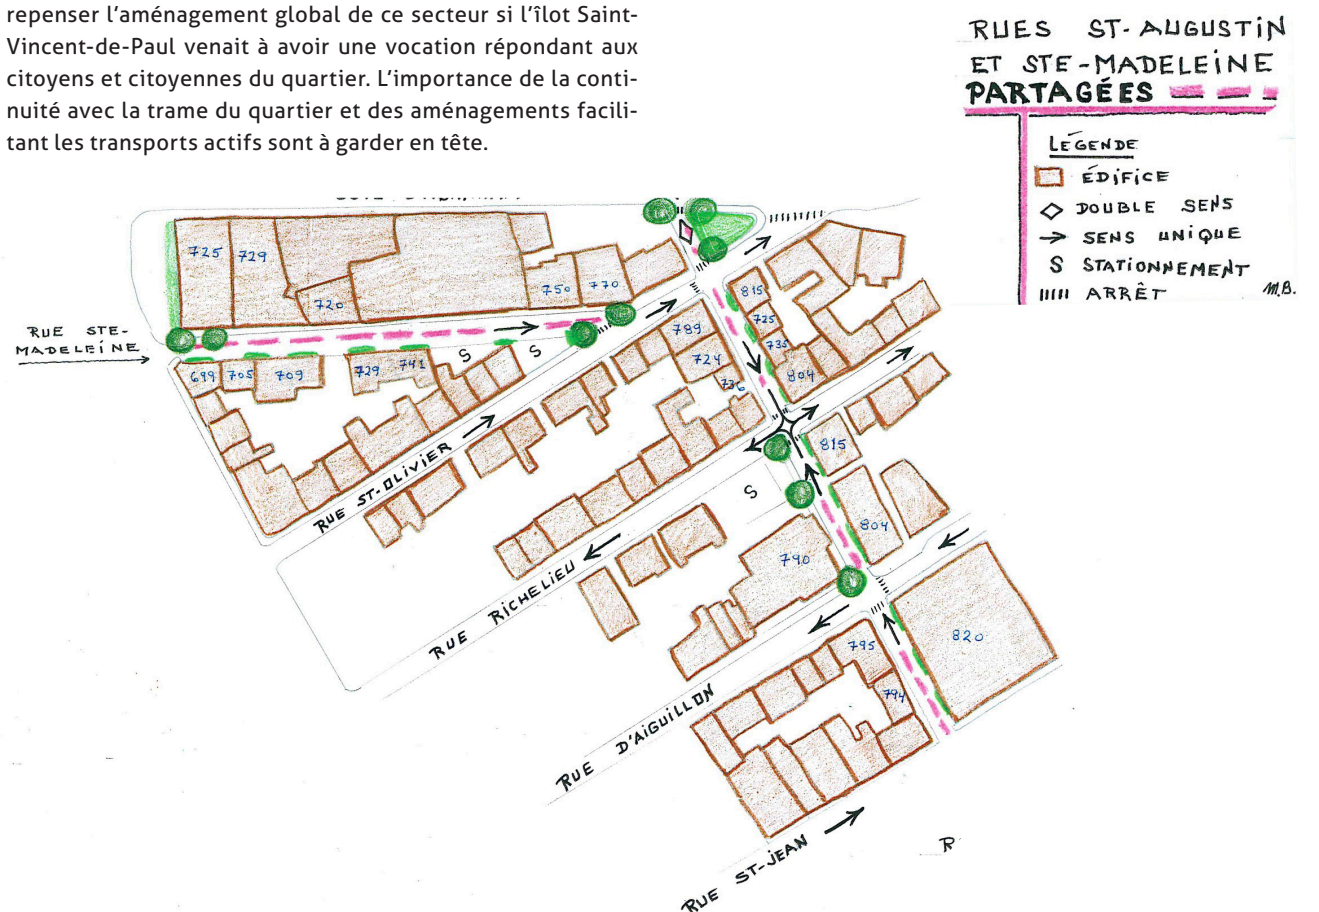 repenser l’aménagement global de ce secteur si l’îlot Saint-
Vincent-de-Paul venait à avoir une vocation répondant aux
citoyens et citoyennes du quartier. L’importance de la conti-
nuité avec la trame du quartier et des aménagements facili-
tant les transports actifs sont à garder en tête.
RUES ST-AUGUSTIN
ET STE-MADELEINE
PARTAGÉES
LÉGENDE
ÉDIFICE
DOUBLE SENS
SENS UNIQUE
S STATIONNEMENT
ARRÊT
M.B.
725
729
720
750
770
RUE STE-
MADELEINE
699
705
709
729
741
S
S
789
724
736
815
725
735
804
RUE ST-OLIVIER
815
S
804
790
RUE RICHELIEU
820
795
794
RUE D'AIGUILLON
RUE ST-JEAN
R